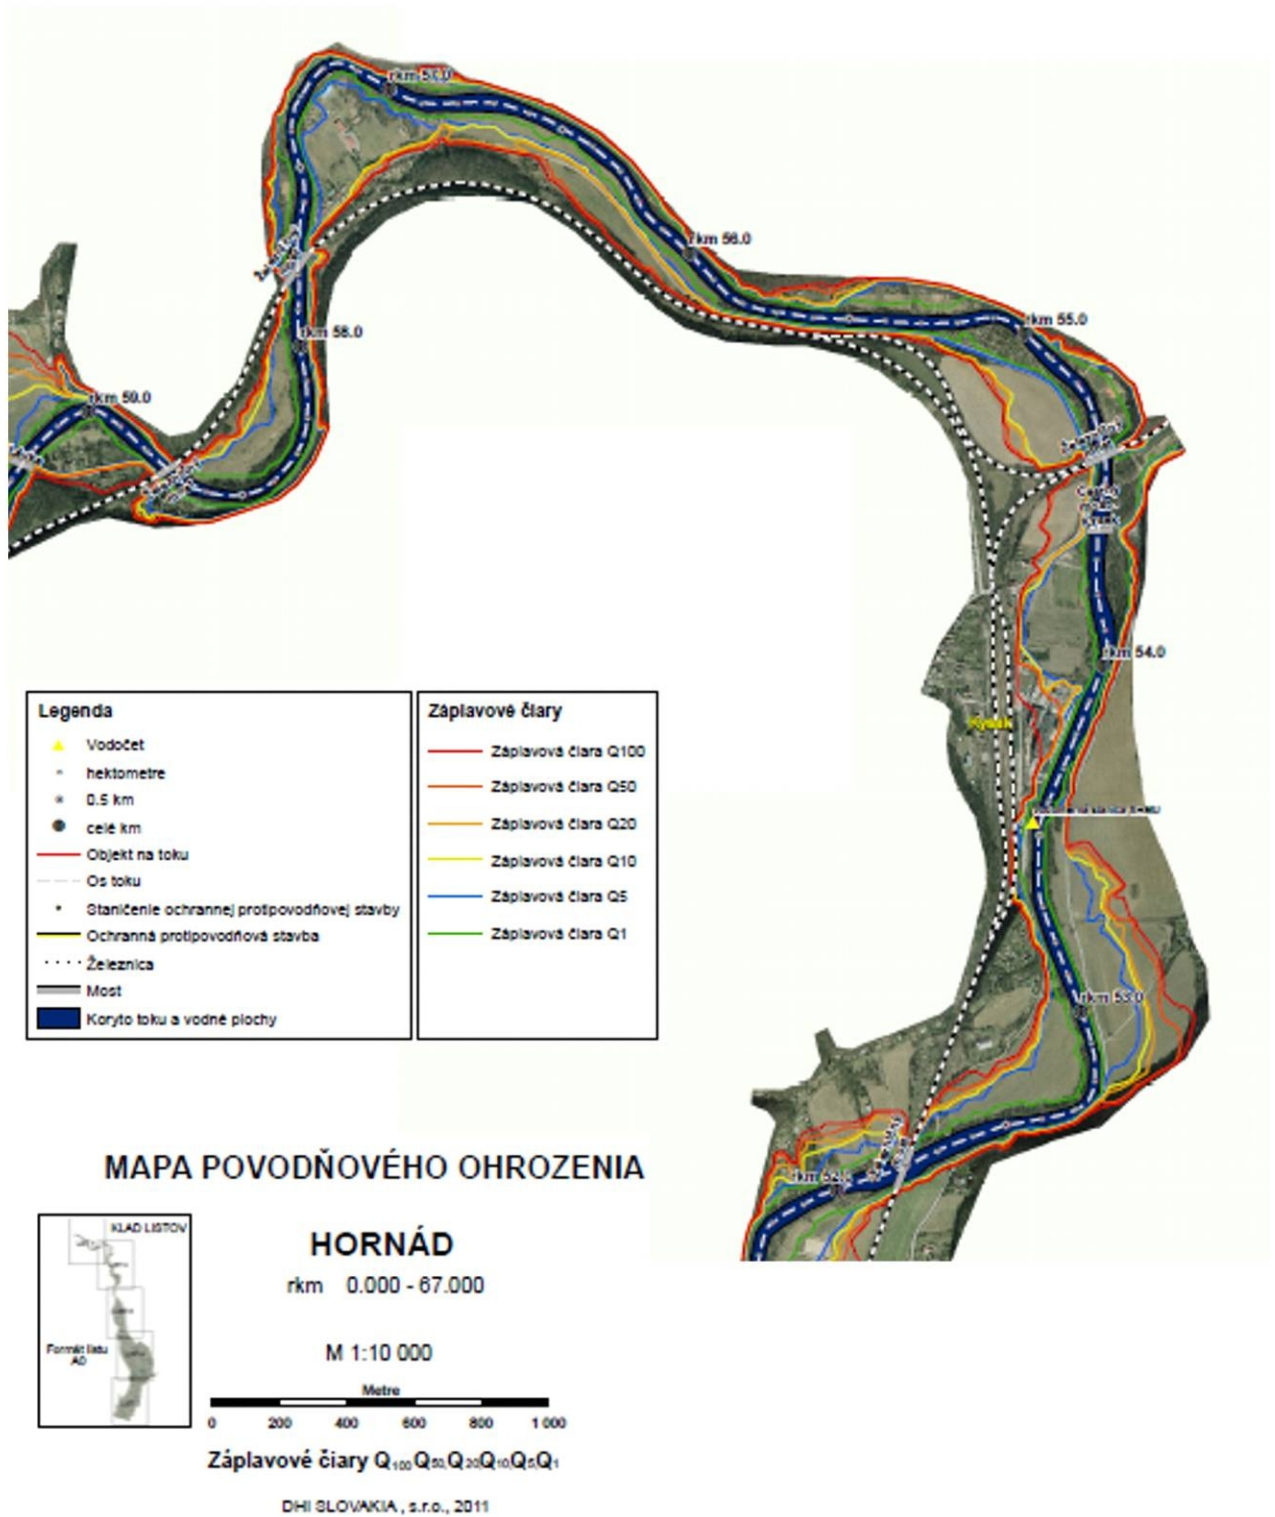 rkm 57.0
rkm 56.0
rkm 55.0
rkm 58.0
rkm 59.0
rkm 54.0
Kysak
rkm 53.0
rkm 52.0
Legenda
Vodočet
hektometre
0.5 km
celé km
Objekt na toku
Os toku
Staničenie ochrannej protipovodňovej stavby
Ochranná protipovodňová stavba
Železnica
Most
Koryto toku a vodné plochy
Záplavové čiary
Záplavová čiara Q100
Záplavová čiara Q50
Záplavová čiara Q20
Záplavová čiara Q10
Záplavová čiara Q5
Záplavová čiara Q1
MAPA POVODŇOVÉHO OHROZENIA
KLAD LISTOV
Formát listu
A0
HORNÁD
rkm 0.000 - 67.000
M 1:10 000
Metre
0 200 400 600 800 1 000
Záplavové čiary Q100,Q50,Q20,Q10,Q5,Q1
DHI SLOVAKIA , s.r.o., 2011